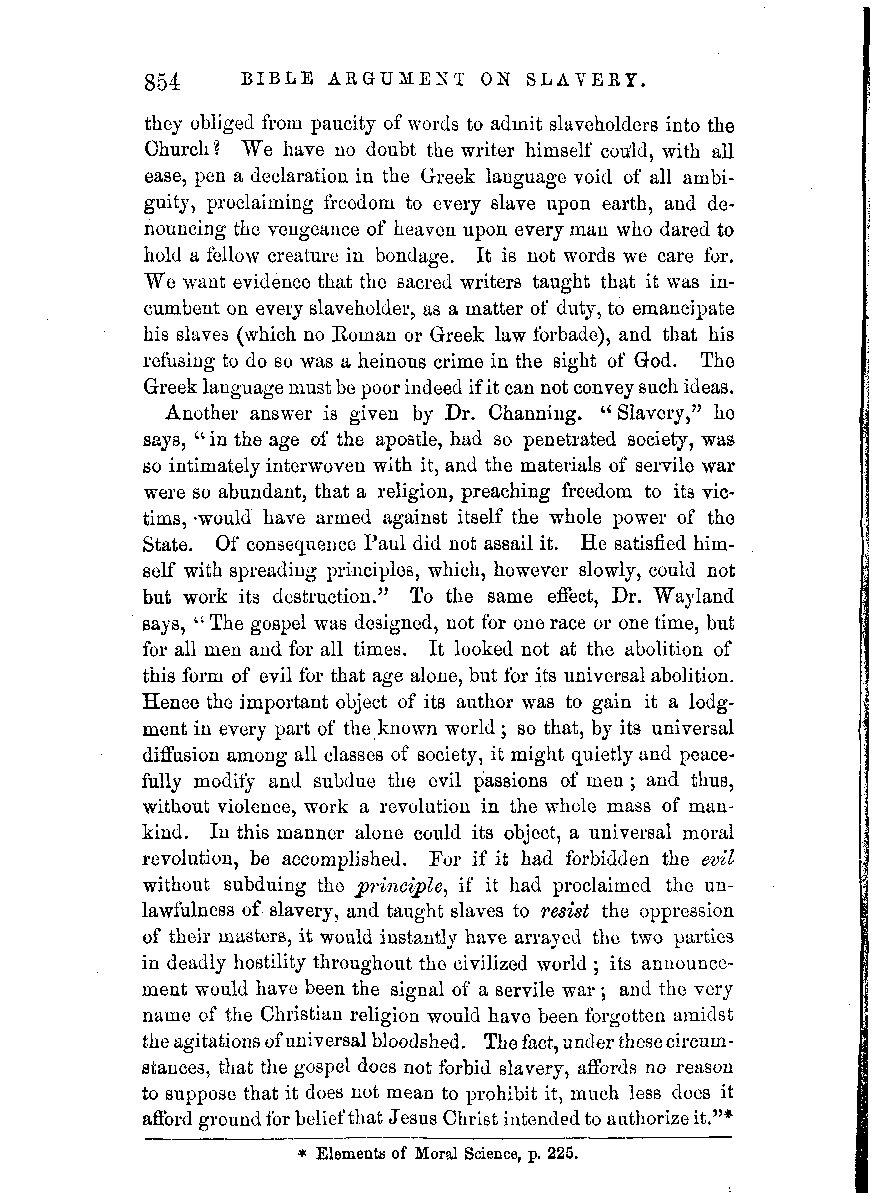 854 BIBLE ARGUMENT ON SLAVERY.
they obliged from paucity of words to admit slaveholders into the
Church? We have no doubt the writer himself could, with all
ease, pen a declaration in the Greek language void of all ambi-
guity, proclaiming freedom to every slave upon earth, and de-
nouncing the vengeance of heaven upon every man who dared to
hold a fellow creature in bondage. It is not words we care for.
We want evidence that the sacred writers taught that it was in-
cumbent on every slaveholder, as a matter of duty, to emancipate
his slaves (which no Roman or Greek law forbade), and that his
refusing to do so was a heinous crime in the sight of God. The
Greek language must be poor indeed if it can not convey such ideas.
Another answer is given by Dr. Channing. "Slavery," he
says, "in the age of the apostle, had so penetrated society, was
so intimately interwoven with it, and the materials of servile war
were so abundant, that a religion, preaching freedom to its vic-
tims, would have armed against itself the whole power of the
State. Of consequence Paul did not assail it. He satisfied him-
self with spreading principles, which, however slowly, could not
but work its destruction." To the same effect, Dr. Wayland
says, "The gospel was designed, not for one race or one time, but
for all men and for all times. It looked not at the abolition of
this form of evil for that age alone, but for its universal abolition.
Hence the important object of its author was to gain it a lodg-
ment in every part of the known world; so that, by its universal
diffusion among all classes of society, it might quietly and peace-
fully modify and subdue the evil passions of men; and thus,
without violence, work a revolution in the whole mass of man-
kind. In this manner alone could its object, a universal moral
revolution, be accomplished. For if it had forbidden the evil
without subduing the principle, if it had proclaimed the un-
lawfulness of slavery, and taught slaves to resist the oppression
of their masters, it would instantly have arrayed the two parties
in deadly hostility throughout the civilized world; its announce-
ment would have been the signal of a servile war; and the very
name of the Christian religion would have been forgotten amidst
the agitations of universal bloodshed. The fact, under these circum-
stances, that the gospel does not forbid slavery, affords no reason
to suppose that it does not mean to prohibit it, much less does it
afford ground for belief that Jesus Christ intended to authorize it."*
* Elements of Moral Science, p. 225.